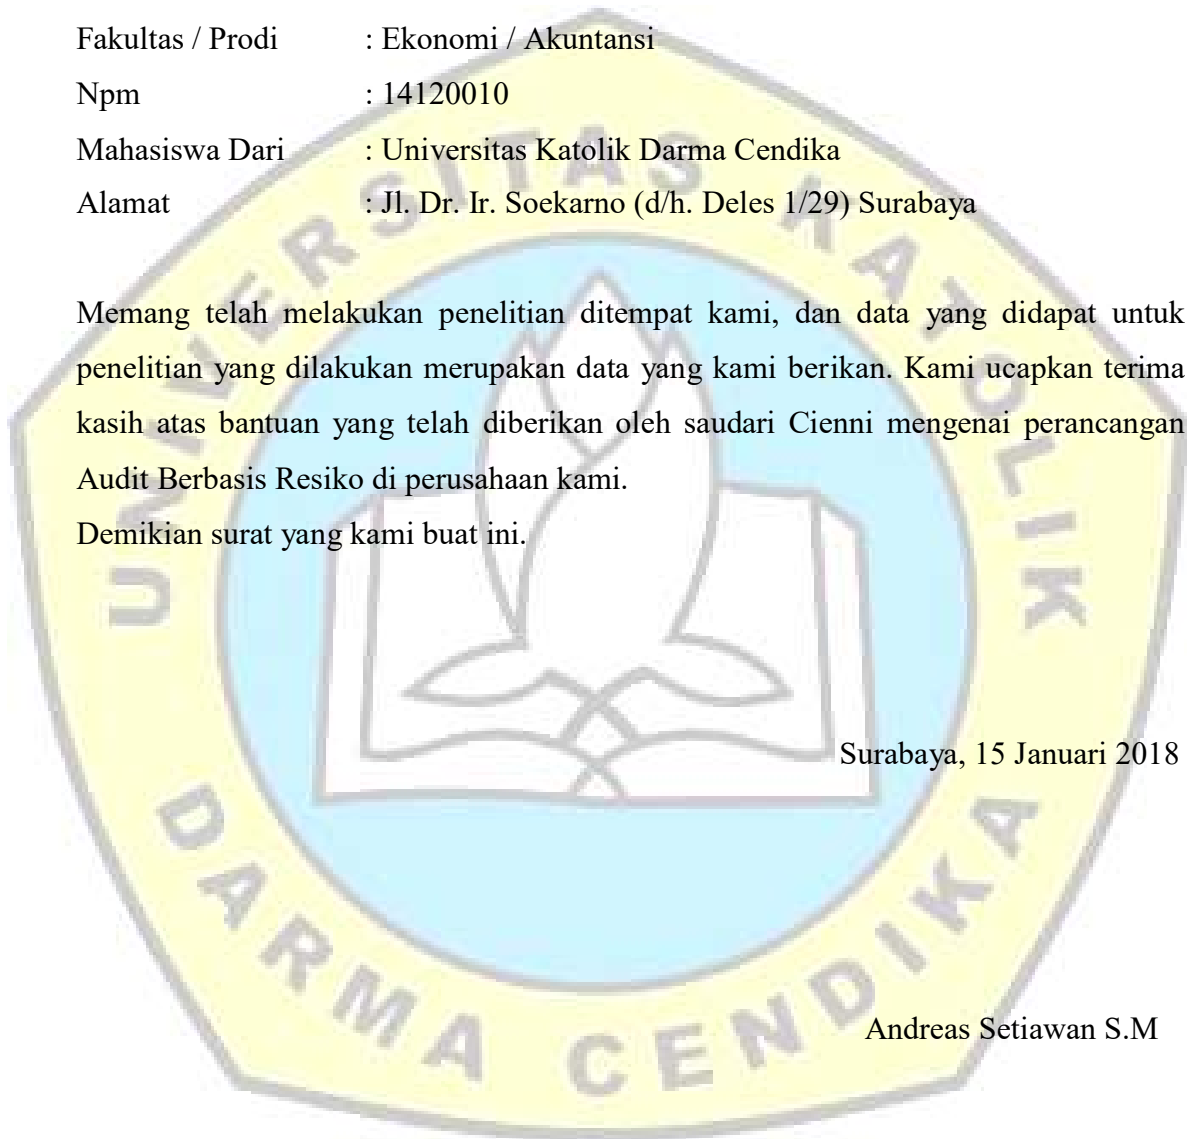 Fakultas / Prodi : Ekonomi / Akuntansi
Npm : 14120010
Mahasiswa Dari : Universitas Katolik Darma Cendika
Alamat : Jl. Dr. Ir. Soekarno (d/h. Deles 1/29) Surabaya
Memang telah melakukan penelitian ditempat kami, dan data yang didapat untuk
penelitian yang dilakukan merupakan data yang kami berikan. Kami ucapkan terima
kasih atas bantuan yang telah diberikan oleh saudari Cienni mengenai perancangan
Audit Berbasis Resiko di perusahaan kami.
Demikian surat yang kami buat ini.
Surabaya, 15 Januari 2018
Andreas Setiawan S.M
UNIVERSITAS KATOLIK
DARMA CENDIKA